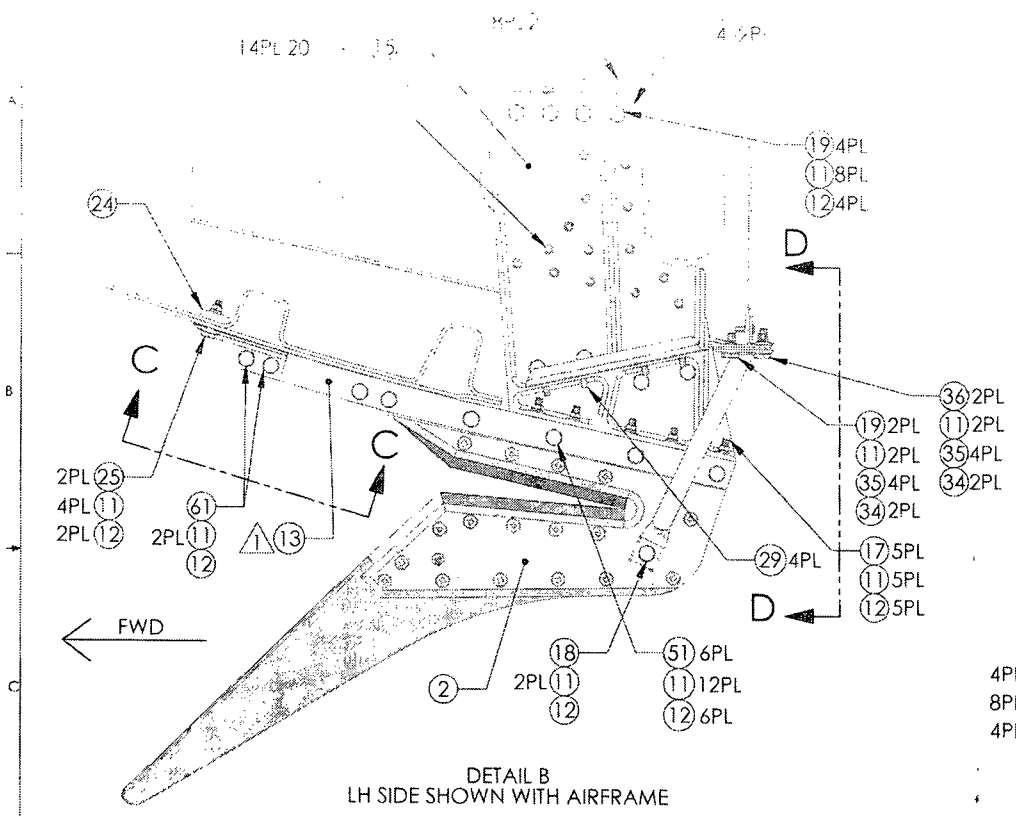 14PL 20
A
19 4PL
11 8PL
12 4PL
24
D
B
C
C
36 2PL
11 2PL
35 4PL
34 2PL
19 2PL
11 2PL
35 4PL
34 2PL
2PL 25
4PL 11
2PL 12
61
2PL 11
12
1 13
29 4PL
17 5PL
11 5PL
12 5PL
D
FWD
18
2PL 11
12
51 6PL
11 12PL
12 6PL
2
C
4PL
8PL
4PL
DETAIL B
LH SIDE SHOWN WITH AIRFRAME